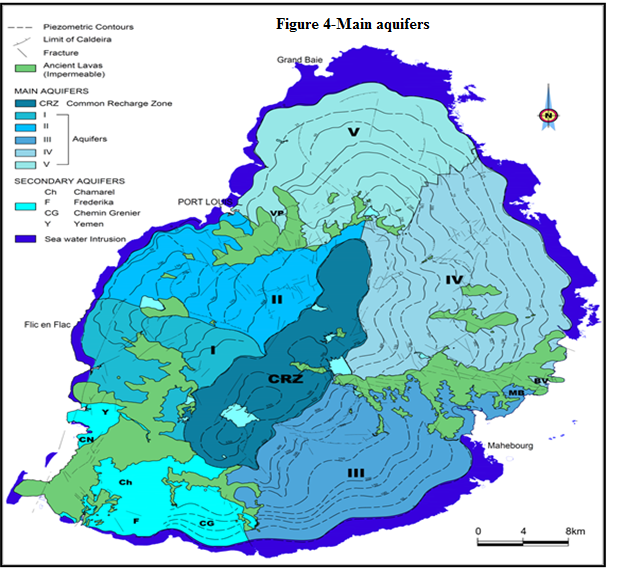 Figure 4-Main aquifers
Piezometric Contours
Limit of Caldeira
Fracture
Ancient Lavas
(Impermeable)
MAIN AQUIFERS
CRZ Common Recharge Zone
I
II
III Aquifers
IV
V
SECONDARY AQUIFERS
Ch Chamarel
F Frederika
CG Chemin Grenier
Y Yemen
Sea water Intrusion
Grand Baie
N
V
PORT LOUIS
VP
IV
II
Flic en Flac
I
CRZ
BV
MB
Y
CN
Mahebourg
III
Ch
F
CG
0 4 8km